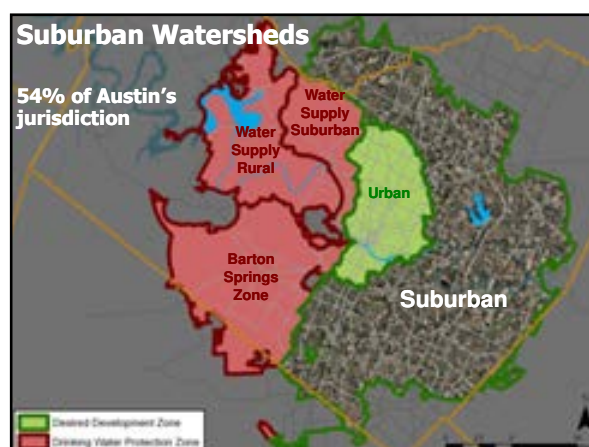 Suburban Watersheds
54% of Austin's
jurisdiction
Water
Supply
Suburban
Water
Supply
Rural
Urban
Barton
Springs
Zone
Suburban
Desired Development Zone
Drinking Water Protection Zone